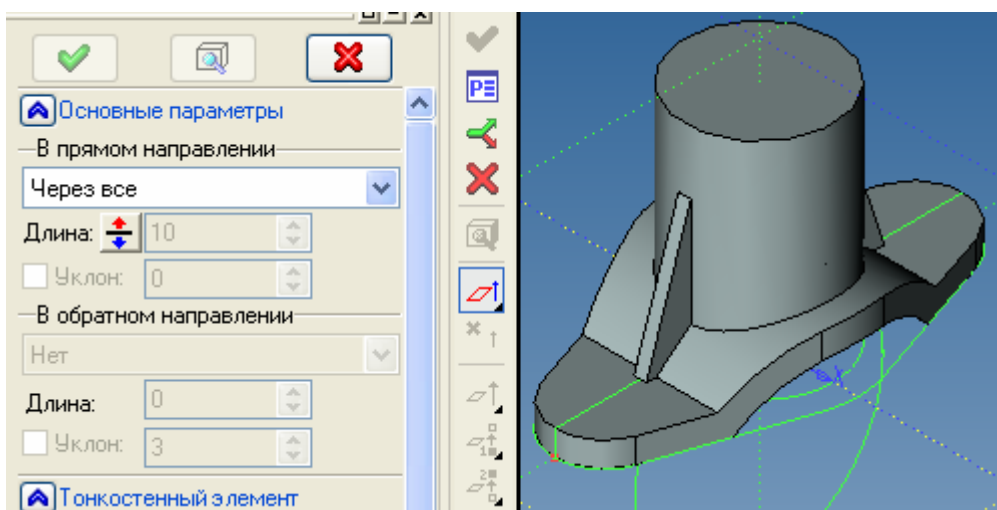 Основные параметры
В прямом направлении
Через все
Длина: 10
Уклон: 0
В обратном направлении
Нет
Длина: 0
Уклон: 3
Тонкостенный элемент
PE
X